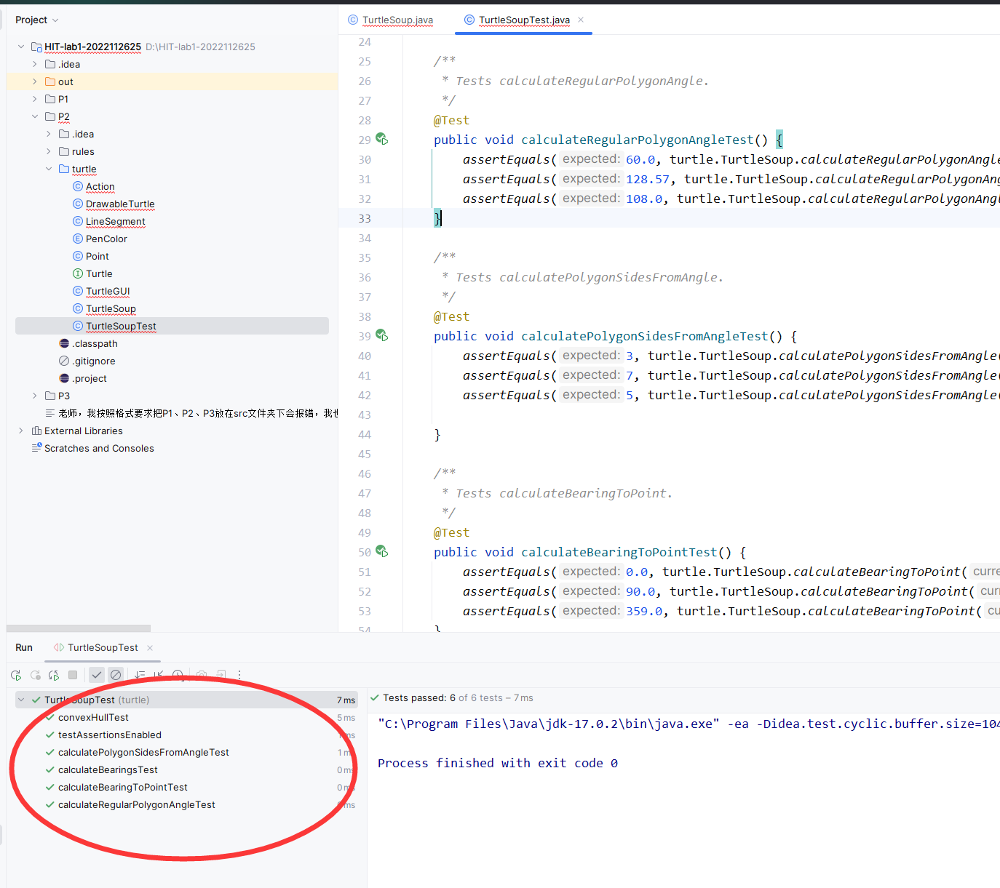 Project
TurtleSoup.java
TurtleSoupTest.java
HIT-lab1-2022112625 D:\HIT-lab1-2022112625
.idea
out
P1
P2
.idea
rules
turtle
Action
DrawableTurtle
LineSegment
PenColor
Point
Turtle
TurtleGUI
TurtleSoup
TurtleSoupTest
.classpath
.gitignore
.project
P3
老师，我按照格式要求把P1、P2、P3放在src文件夹下会报错，我也
External Libraries
Scratches and Consoles
24
25 /**
26 * Tests calculateRegularPolygonAngle.
27 */
28 @Test
29 public void calculateRegularPolygonAngleTest() {
30 assertEquals( expected: 60.0, turtle.TurtleSoup.calculateRegularPolygonAngle
31 assertEquals( expected: 128.57, turtle.TurtleSoup.calculateRegularPolygonAng
32 assertEquals( expected: 108.0, turtle.TurtleSoup.calculateRegularPolygonAngl
33 }
34
35 /**
36 * Tests calculatePolygonSidesFromAngle.
37 */
38 @Test
39 public void calculatePolygonSidesFromAngleTest() {
40 assertEquals( expected: 3, turtle.TurtleSoup.calculatePolygonSidesFromAngle(
41 assertEquals( expected: 7, turtle.TurtleSoup.calculatePolygonSidesFromAngle(
42 assertEquals( expected: 5, turtle.TurtleSoup.calculatePolygonSidesFromAngle(
43
44 }
45
46 /**
47 * Tests calculateBearingToPoint.
48 */
49 @Test
50 public void calculateBearingToPointTest() {
51 assertEquals( expected: 0.0, turtle.TurtleSoup.calculateBearingToPoint( curre
52 assertEquals( expected: 90.0, turtle.TurtleSoup.calculateBearingToPoint( curr
53 assertEquals( expected: 359.0, turtle.TurtleSoup.calculateBearingToPoint( cu
54 }
Run TurtleSoupTest
TurtleSoupTest (turtle) 7 ms
convexHullTest 5 ms
testAssertionsEnabled ms
calculatePolygonSidesFromAngleTest 1 ms
calculateBearingsTest 0 ms
calculateBearingToPointTest 0 ms
calculateRegularPolygonAngleTest ms
Tests passed: 6 of 6 tests – 7 ms
"C:\Program Files\Java\jdk-17.0.2\bin\java.exe" -ea -Didea.test.cyclic.buffer.size=104
Process finished with exit code 0